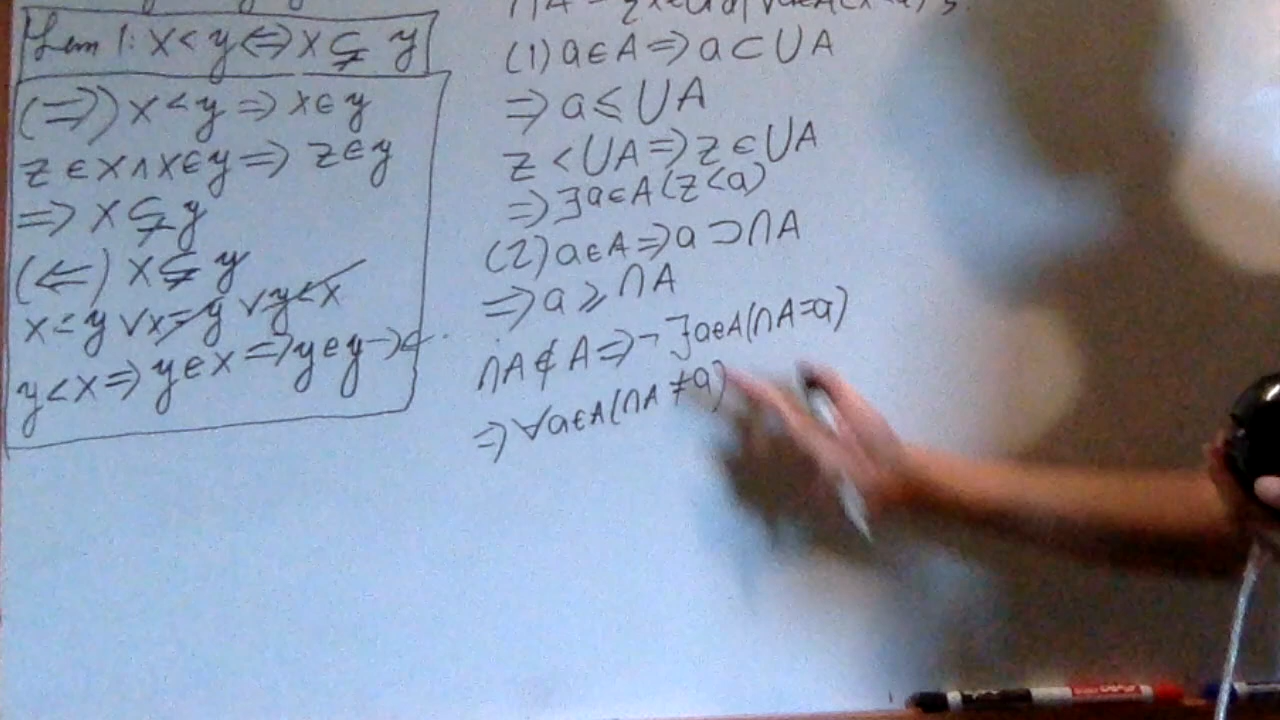 Lem 1: x < y ⇔ x ⊊ y
(⇒) x < y ⇒ x ∈ y
z ∈ x ∧ x ∈ y ⇒ z ∈ y
⇒ x ⊊ y
(⇐) x ⊊ y
x < y ∨ x = y ∨ y < x
y < x ⇒ y ∈ x ⇒ y ∈ y →←.
(1) a ∈ A ⇒ a ⊂ ∪A
⇒ a ≤ ∪A
z < ∪A ⇒ z ∈ ∪A
⇒ ∃a∈A(z<a)
(2) a ∈ A ⇒ a ⊃ ∩A
⇒ a ≥ ∩A
∩A ∉ A ⇒ ¬∃a∈A(∩A=a)
⇒ ∀a∈A(∩A≠a)